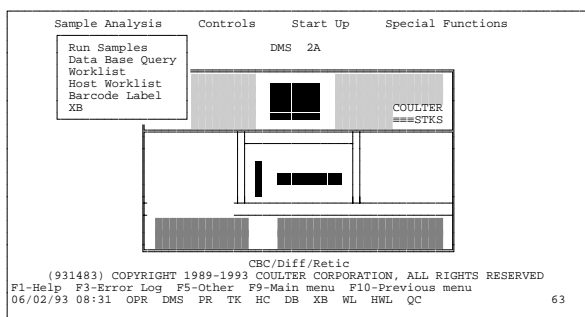 Sample Analysis Controls Start Up Special Functions
Run Samples
Data Base Query
Worklist
Host Worklist
Barcode Label
XB
DMS 2A
COULTER
≡≡≡STKS
CBC/Diff/Retic
(931483) COPYRIGHT 1989-1993 COULTER CORPORATION, ALL RIGHTS RESERVED
F1-Help F3-Error Log F5-Other F9-Main menu F10-Previous menu
06/02/93 08:31 OPR DMS PR TK HC DB XB WL HWL QC 63